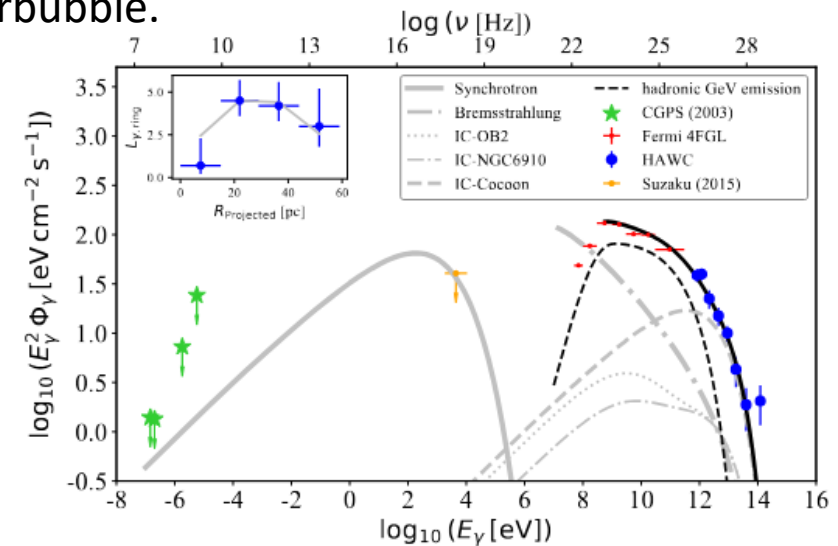 rbubble.
log (ν [Hz])
7 10 13 16 19 22 25 28
log₁₀ (E²ᵧ Φᵧ [eV cm⁻² s⁻¹])
3.5
3.0
2.5
2.0
1.5
1.0
0.5
0.0
-0.5
Lγ, ring
5.0
2.5
0.0
0 20 40 60
R_Projected [pc]
Synchrotron
Bremsstrahlung
IC-OB2
IC-NGC6910
IC-Cocoon
hadronic GeV emission
CGPS (2003)
Fermi 4FGL
HAWC
Suzaku (2015)
-8 -6 -4 -2 0 2 4 6 8 10 12 14 16
log₁₀ (Eᵧ [eV])